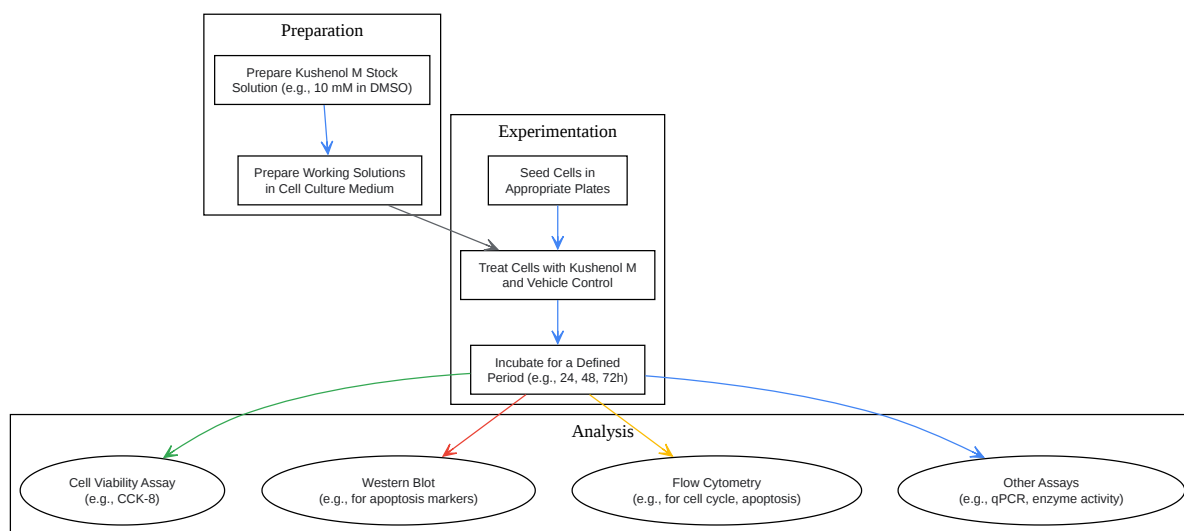 Preparation
Prepare Kushenol M Stock
Solution (e.g., 10 mM in DMSO)
Prepare Working Solutions
in Cell Culture Medium
Experimentation
Seed Cells in
Appropriate Plates
Treat Cells with Kushenol M
and Vehicle Control
Incubate for a Defined
Period (e.g., 24, 48, 72h)
Analysis
Cell Viability Assay
(e.g., CCK-8)
Western Blot
(e.g., for apoptosis markers)
Flow Cytometry
(e.g., for cell cycle, apoptosis)
Other Assays
(e.g., qPCR, enzyme activity)